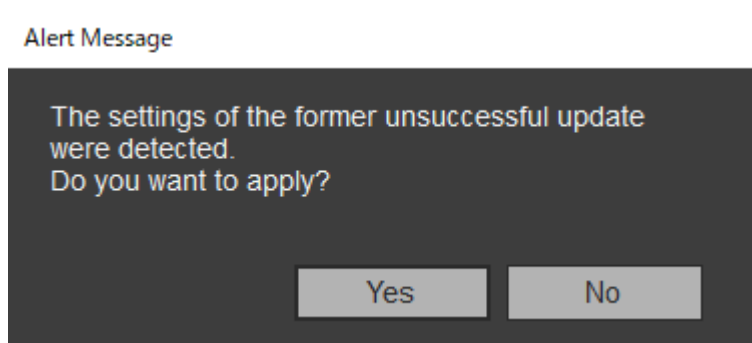 Alert Message
The settings of the former unsuccessful update
were detected.
Do you want to apply?
Yes
No